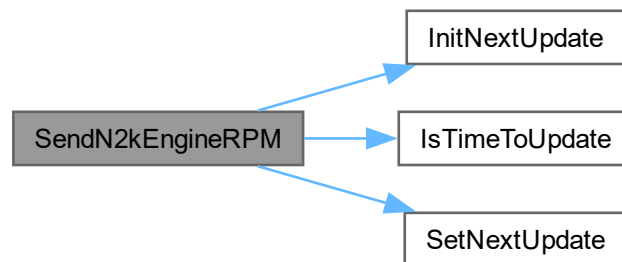 InitNextUpdate
SendN2kEngineRPM
IsTimeToUpdate
SetNextUpdate